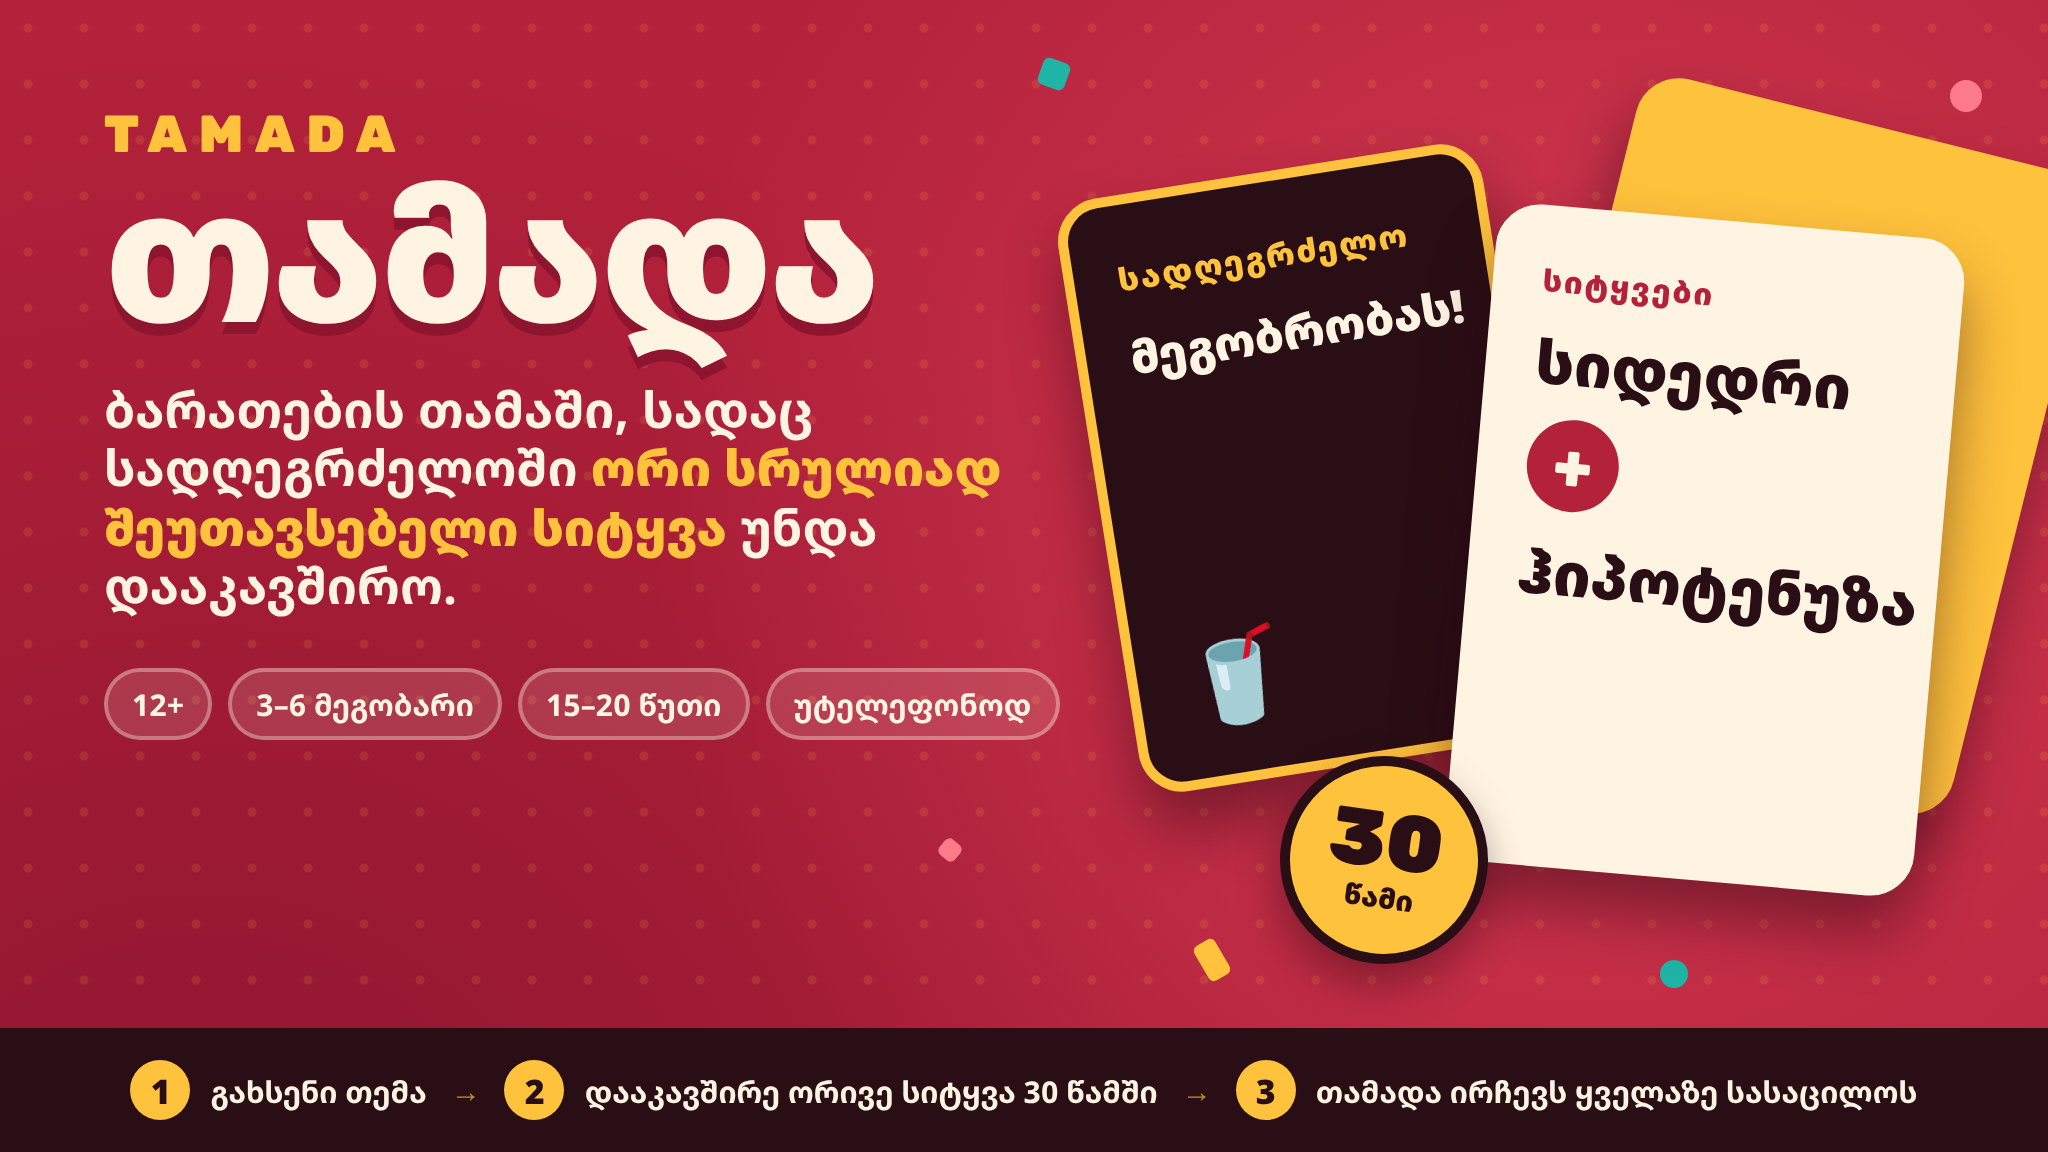 TAMADA
თამადა
ბარათების თამაში, სადაც
სადღეგრძელოში ორი სრულიად
შეუთავსებელი სიტყვა უნდა
დააკავშირო.
12+
3–6 მეგობარი
15–20 წუთი
უტელეფონოდ
სადღეგრძელო
მეგობრობას!
სიტყვები
სიდედრი
+
ჰიპოტენუზა
30
წამი
1 გახსენი თემა → 2 დააკავშირე ორივე სიტყვა 30 წამში → 3 თამადა ირჩევს ყველაზე სასაცილოს